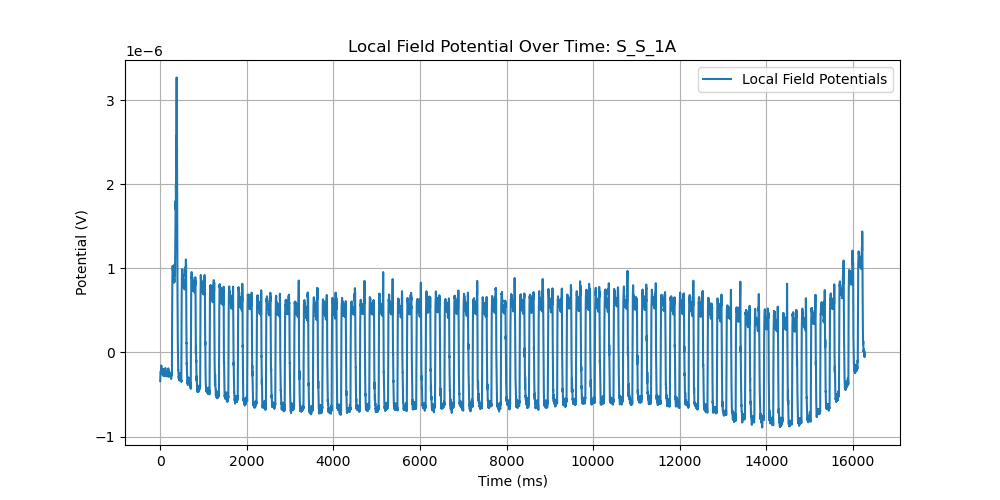 Local Field Potential Over Time: S_S_1A
1e−6
Local Field Potentials
3
2
1
0
−1
Potential (V)
0 2000 4000 6000 8000 10000 12000 14000 16000
Time (ms)